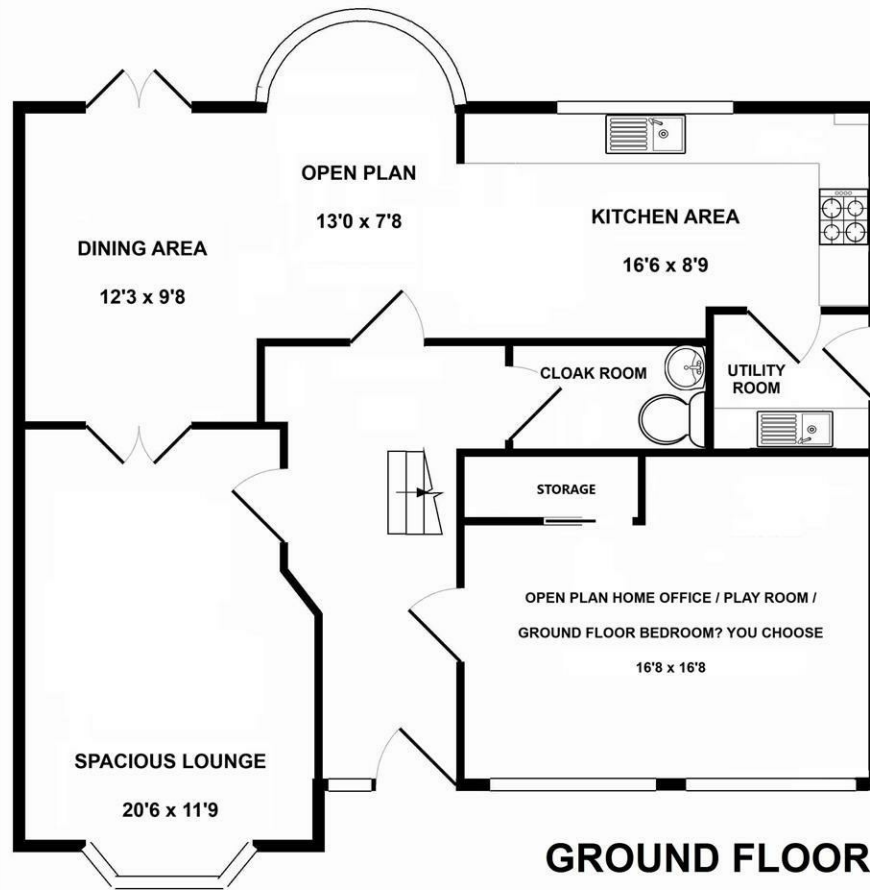 OPEN PLAN
13'0 x 7'8
KITCHEN AREA
16'6 x 8'9
DINING AREA
12'3 x 9'8
CLOAK ROOM
UTILITY
ROOM
STORAGE
OPEN PLAN HOME OFFICE / PLAY ROOM /
GROUND FLOOR BEDROOM? YOU CHOOSE
16'8 x 16'8
SPACIOUS LOUNGE
20'6 x 11'9
GROUND FLOOR